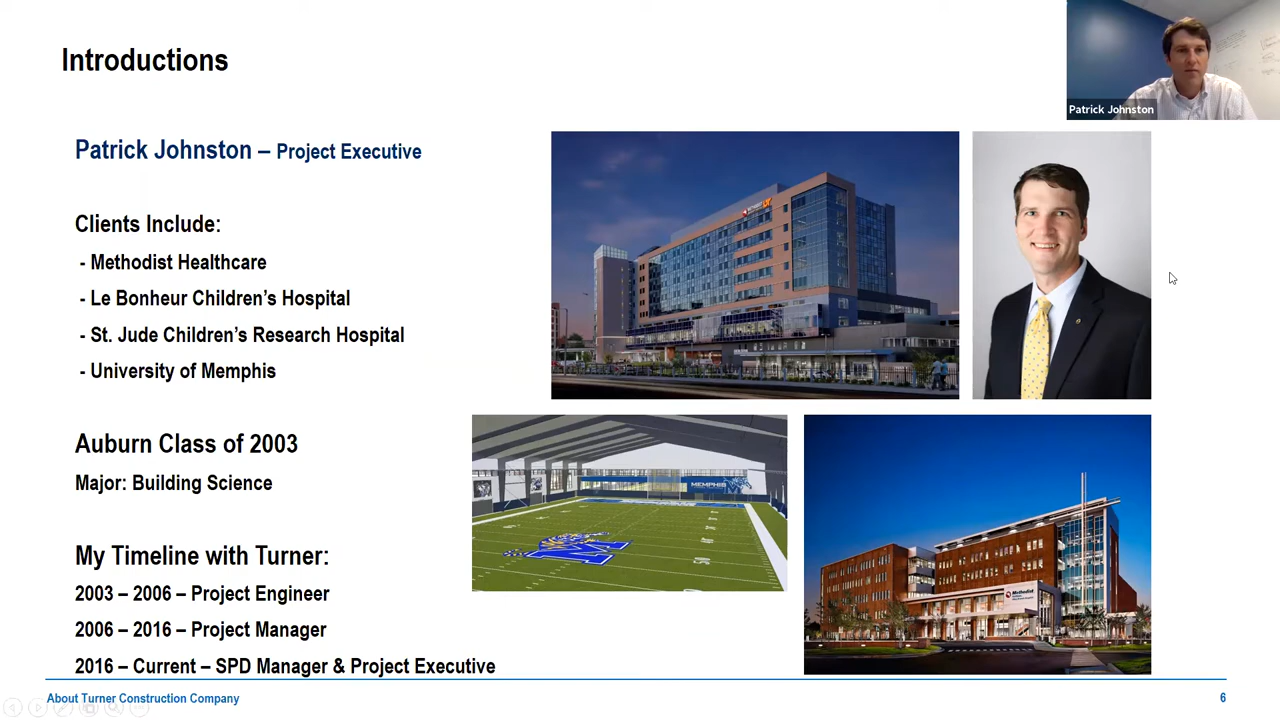 Introductions
Patrick Johnston
Patrick Johnston – Project Executive
Clients Include:
- Methodist Healthcare
- Le Bonheur Children's Hospital
- St. Jude Children's Research Hospital
- University of Memphis
Auburn Class of 2003
Major: Building Science
My Timeline with Turner:
2003 – 2006 – Project Engineer
2006 – 2016 – Project Manager
2016 – Current – SPD Manager & Project Executive
MEMPHIS
Methodist
About Turner Construction Company
6